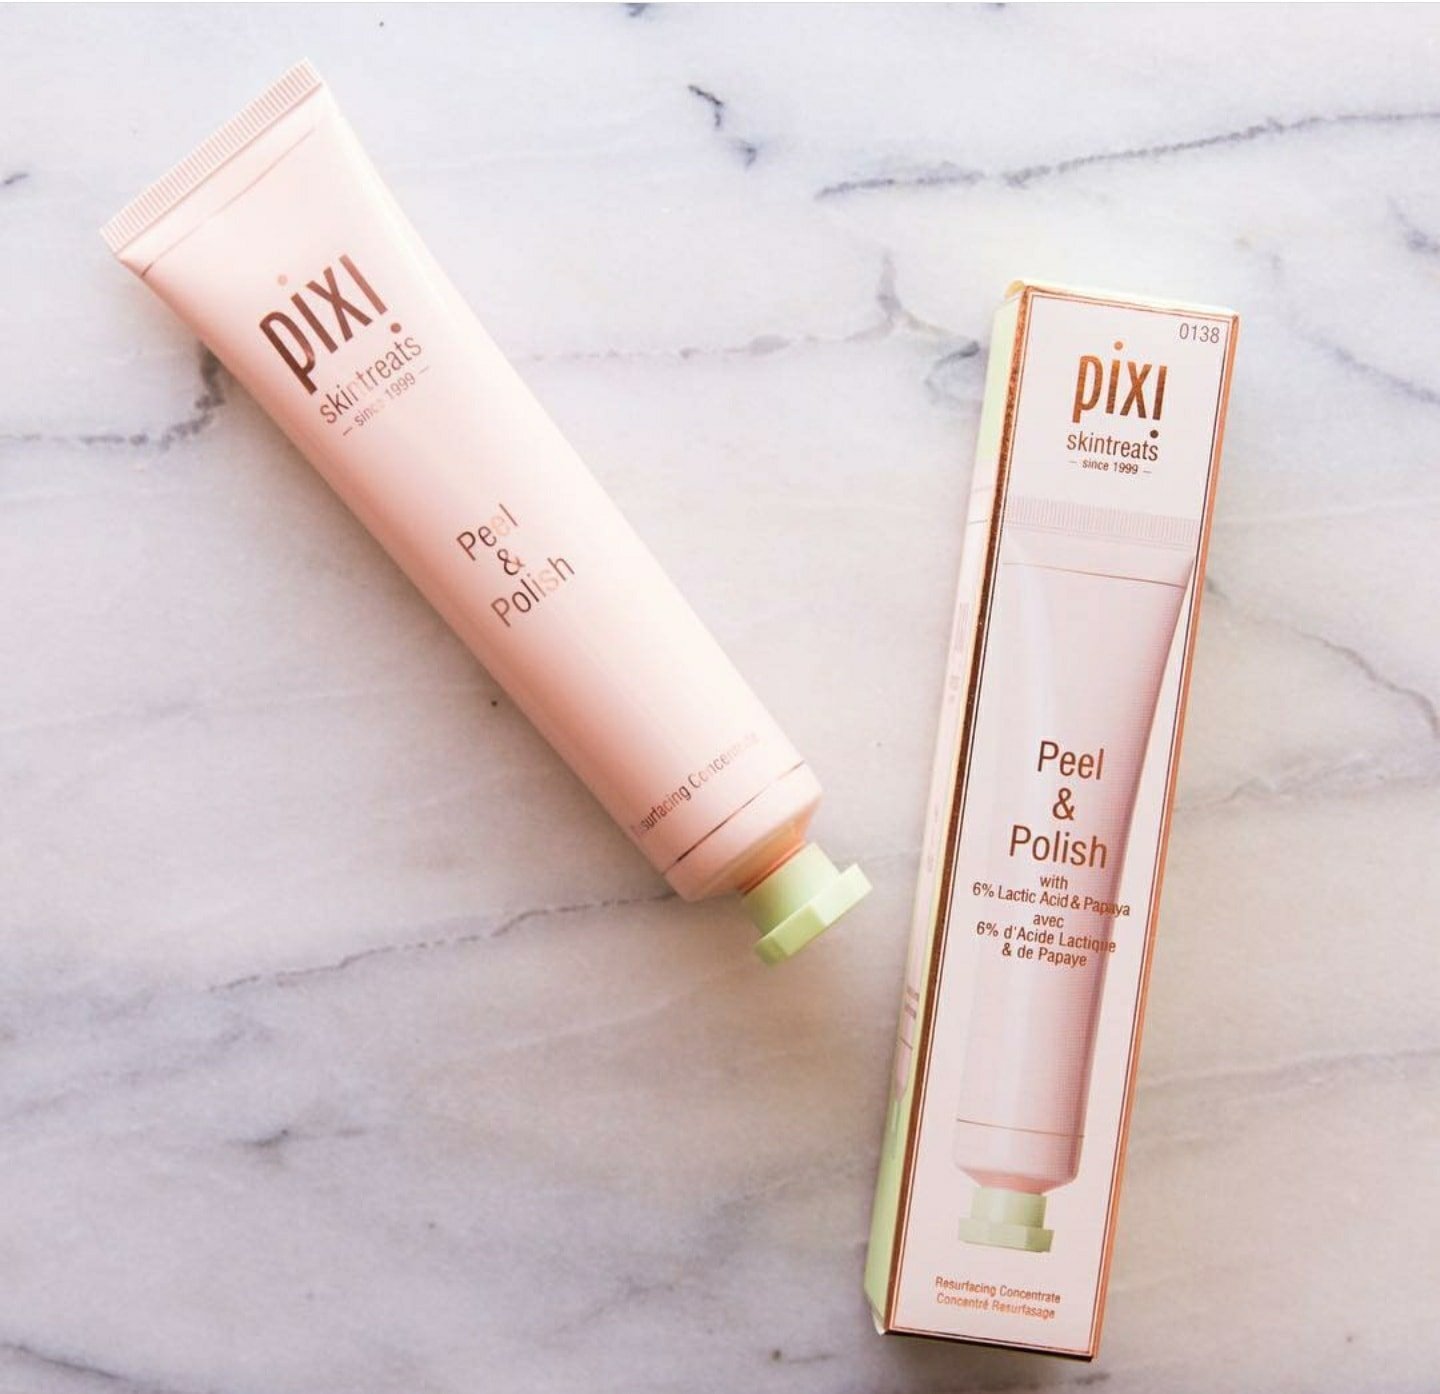 pixi
skintreats
– since 1999 –
Peel
&
Polish
Resurfacing Concentrate
0138
pixi
skintreats
– since 1999 –
Peel
&
Polish
with
6% Lactic Acid & Papaya
avec
6% d'Acide Lactique
& de Papaye
Resurfacing Concentrate
Concentré Resurfasage